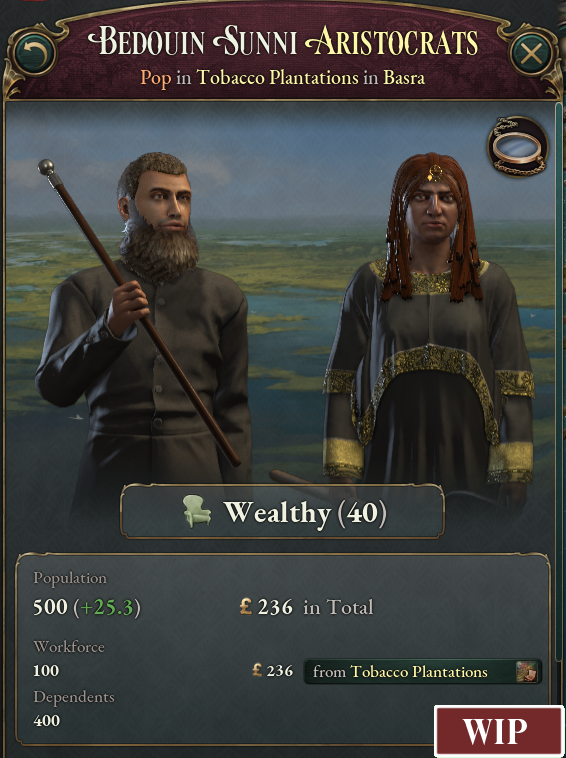 Bedouin Sunni Aristocrats
Pop in Tobacco Plantations in Basra
Wealthy (40)
Population
500 (+25.3)
£ 236 in Total
Workforce
100
£ 236 from Tobacco Plantations
Dependents
400
WIP